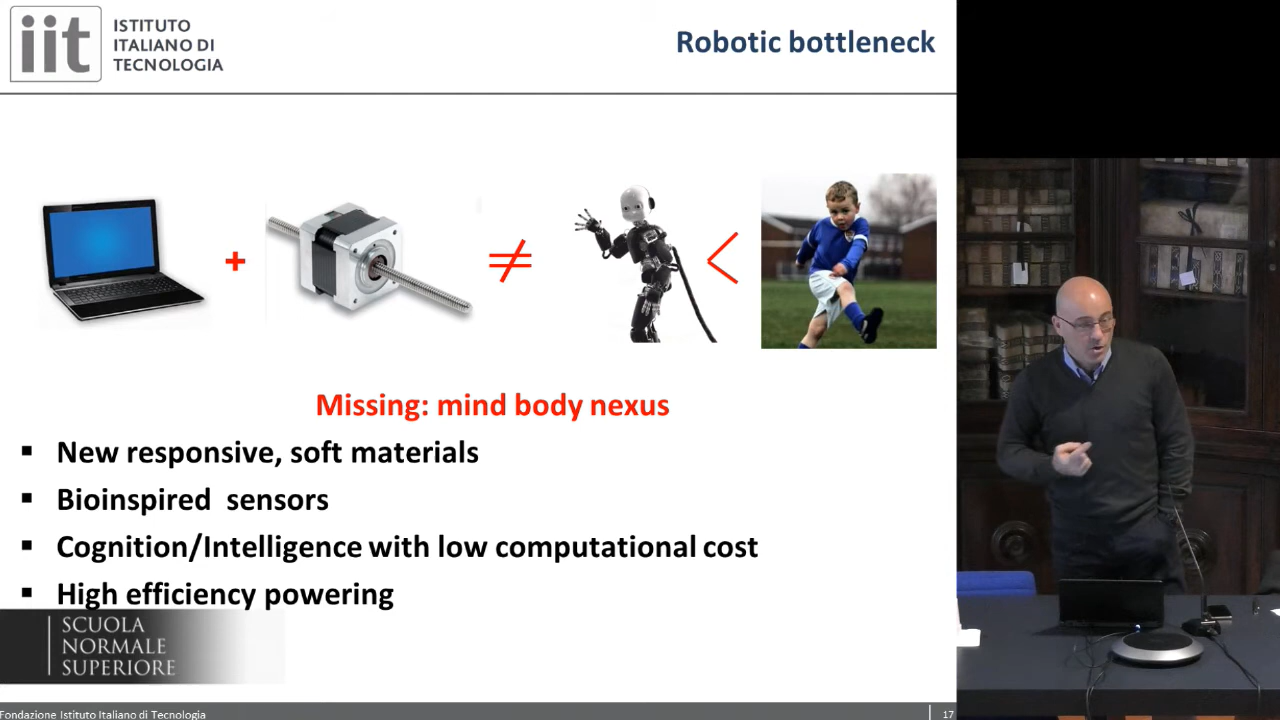 iit
ISTITUTO
ITALIANO DI
TECNOLOGIA
Robotic bottleneck
+
≠
<
Missing: mind body nexus
▪ New responsive, soft materials
▪ Bioinspired sensors
▪ Cognition/Intelligence with low computational cost
▪ High efficiency powering
SCUOLA
NORMALE
SUPERIORE
Fondazione Istituto Italiano di Tecnologia
17